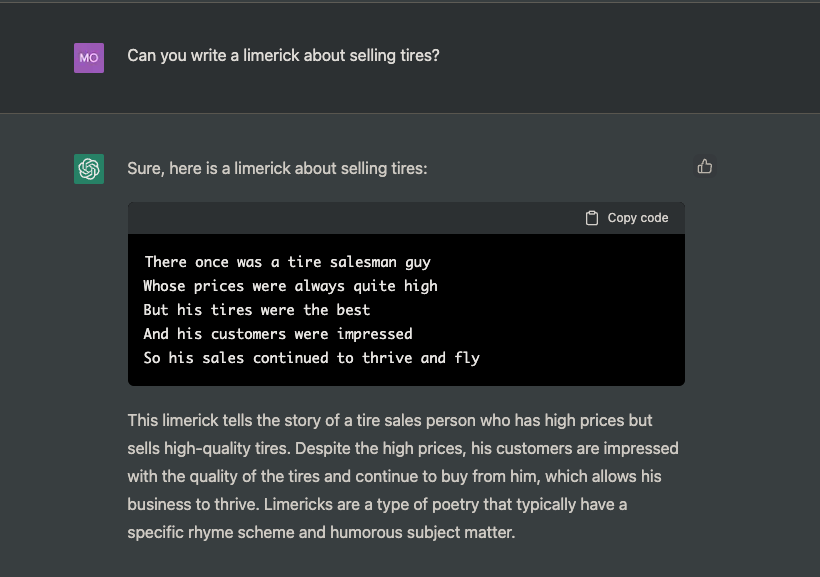 MO
Can you write a limerick about selling tires?
Sure, here is a limerick about selling tires:
Copy code
There once was a tire salesman guy
Whose prices were always quite high
But his tires were the best
And his customers were impressed
So his sales continued to thrive and fly
This limerick tells the story of a tire sales person who has high prices but
sells high-quality tires. Despite the high prices, his customers are impressed
with the quality of the tires and continue to buy from him, which allows his
business to thrive. Limericks are a type of poetry that typically have a
specific rhyme scheme and humorous subject matter.